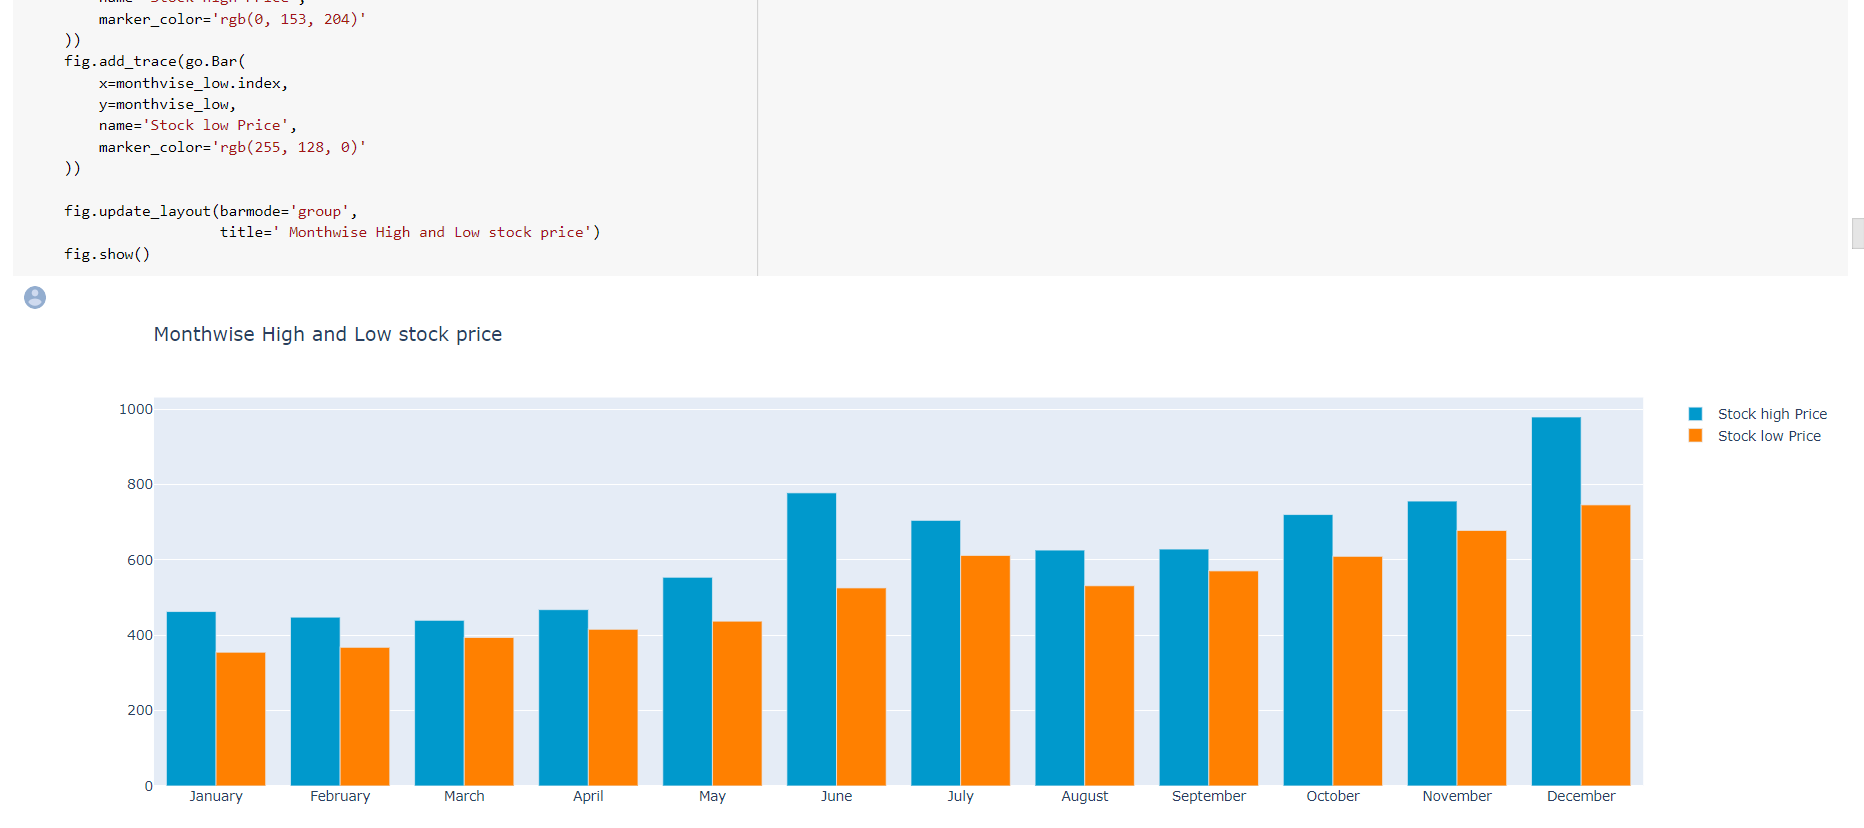 marker_color='rgb(0, 153, 204)'
))
fig.add_trace(go.Bar(
x=monthvise_low.index,
y=monthvise_low,
name='Stock low Price',
marker_color='rgb(255, 128, 0)'
))
fig.update_layout(barmode='group',
title=' Monthwise High and Low stock price')
fig.show()
Monthwise High and Low stock price
1000
800
600
400
200
0
January February March April May June July August September October November December
Stock high Price
Stock low Price